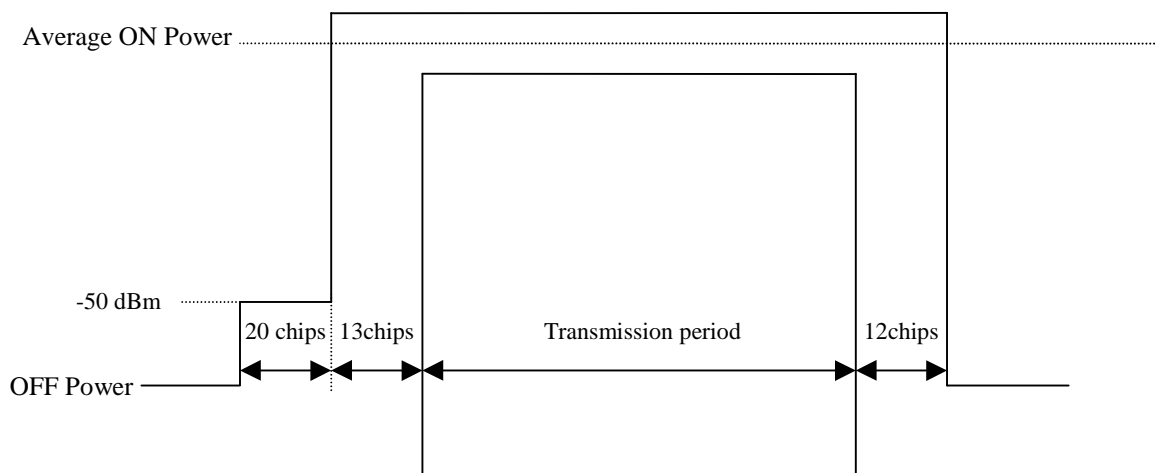 Average ON Power
-50 dBm
20 chips
13chips
Transmission period
12chips
OFF Power